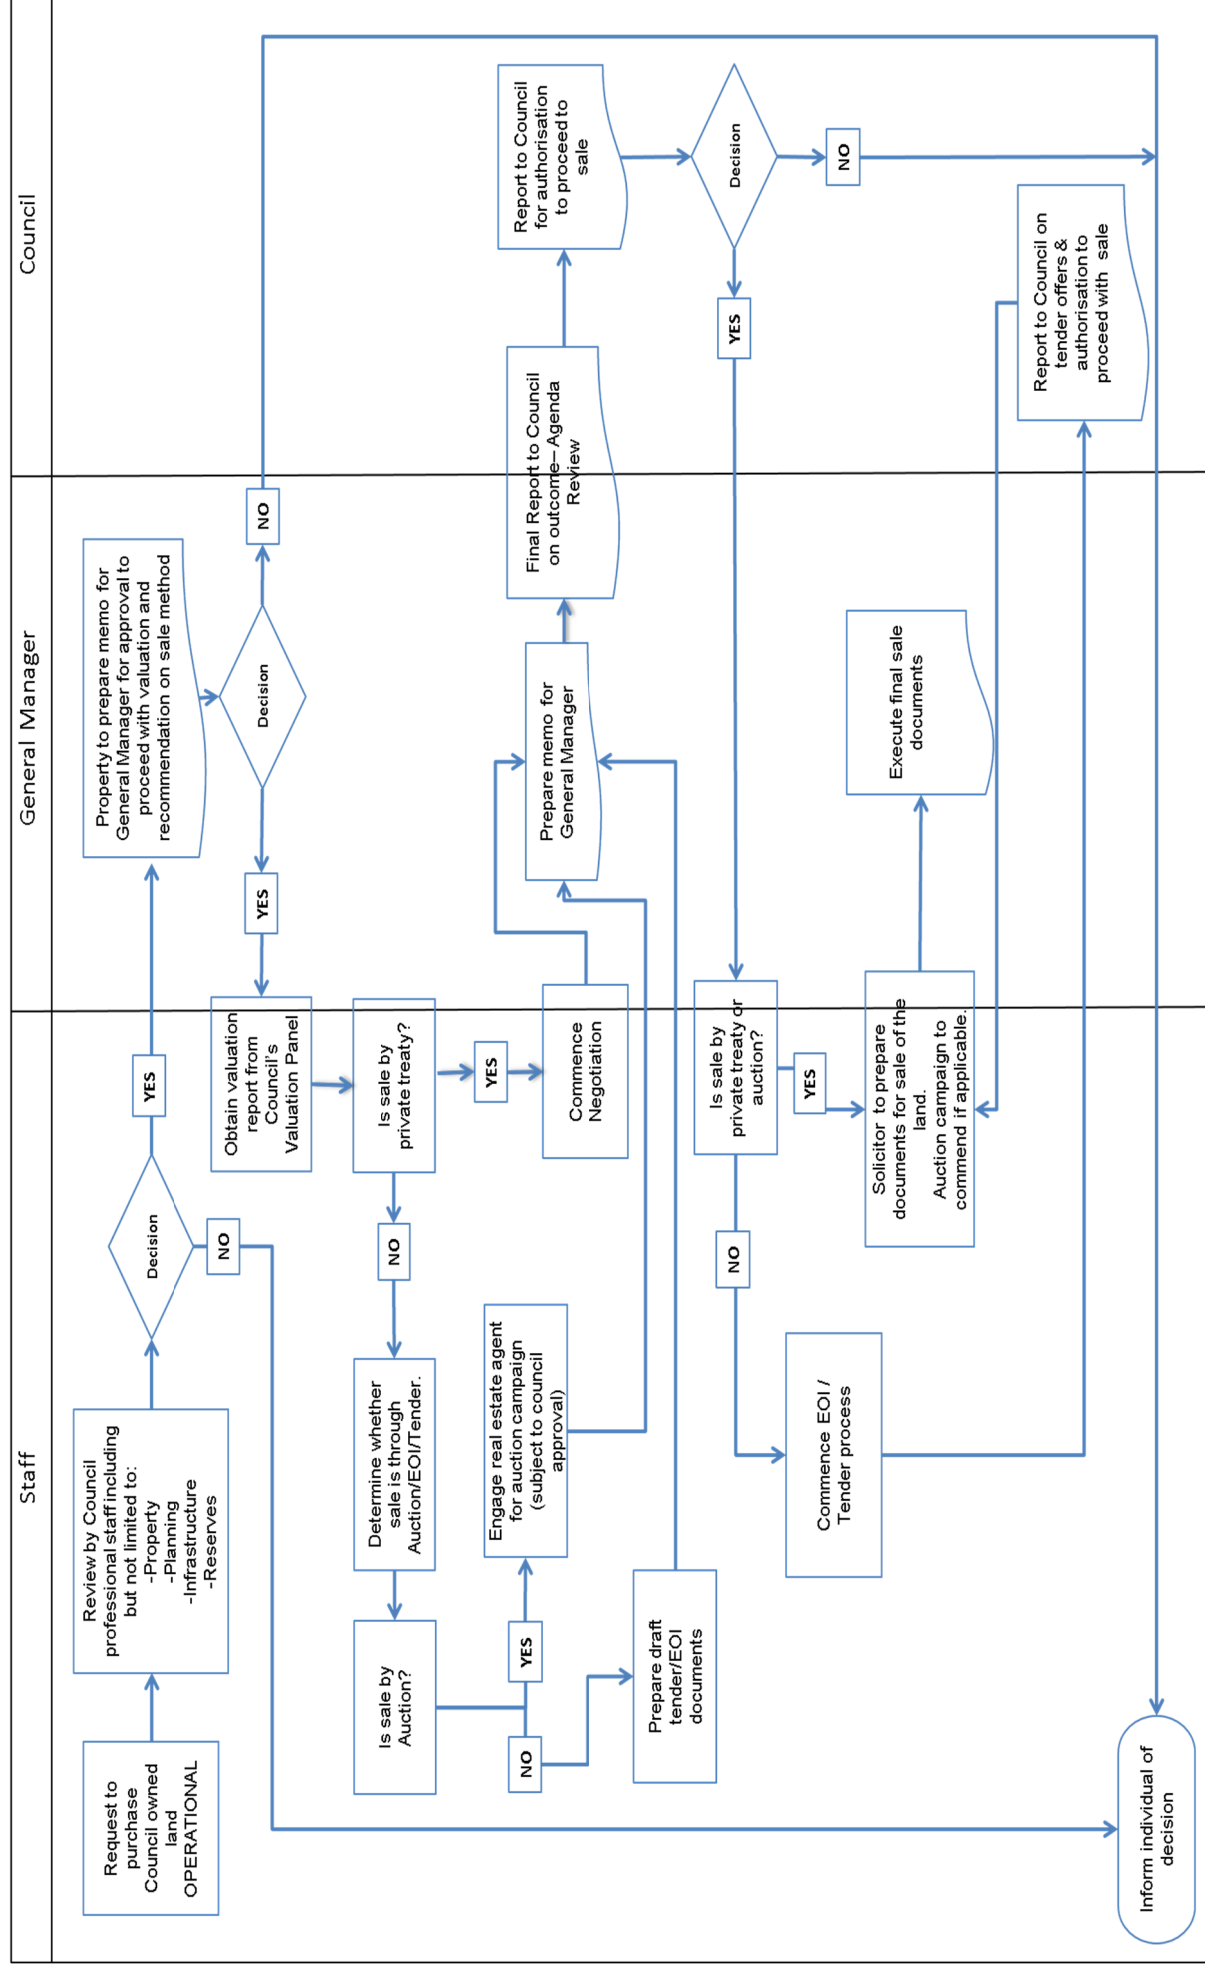 Staff
General Manager
Council
Request to
purchase
Council owned
land
OPERATIONAL
Review by Council
professional staff including
but not limited to:
-Property
-Planning
-Infrastructure
-Reserves
Decision
YES
NO
Property to prepare memo for
General Manager for approval to
proceed with valuation and
recommendation on sale method
Decision
NO
YES
Obtain valuation
report from
Council's
Valuation Panel
Is sale by
private treaty?
NO
YES
Determine whether
sale is through
Auction/EOI/Tender.
Is sale by
Auction?
YES
NO
Engage real estate agent
for auction campaign
(subject to council
approval)
Prepare draft
tender/EOI
documents
Commence
Negotiation
Prepare memo for
General Manager
Final Report to Council
on outcome– Agenda
Review
Report to Council
for authorisation
to proceed to
sale
Decision
NO
YES
Is sale by
private treaty or
auction?
NO
YES
Commence EOI /
Tender process
Solicitor to prepare
documents for sale of the
land.
Auction campaign to
commend if applicable.
Execute final sale
documents
Report to Council on
tender offers &
authorisation to
proceed with sale
Inform individual of
decision